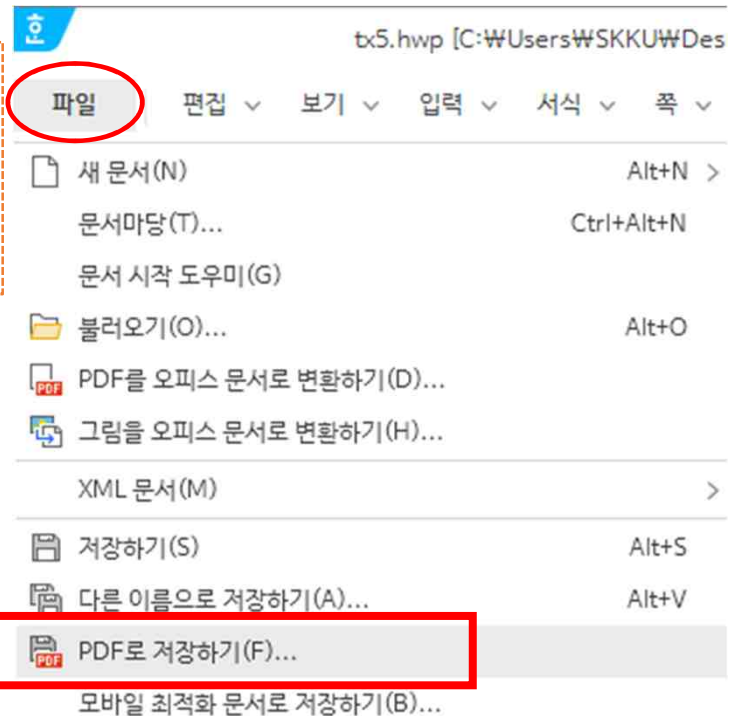 호
tx5.hwp [C:₩Users₩SKKU₩Des
파일 편집 보기 입력 서식 쪽
새 문서(N) Alt+N >
문서마당(T)... Ctrl+Alt+N
문서 시작 도우미(G)
불러오기(O)... Alt+O
PDF PDF를 오피스 문서로 변환하기(D)...
그림을 오피스 문서로 변환하기(H)...
XML 문서(M) >
저장하기(S) Alt+S
다른 이름으로 저장하기(A)... Alt+V
PDF PDF로 저장하기(F)...
모바일 최적화 문서로 저장하기(B)...